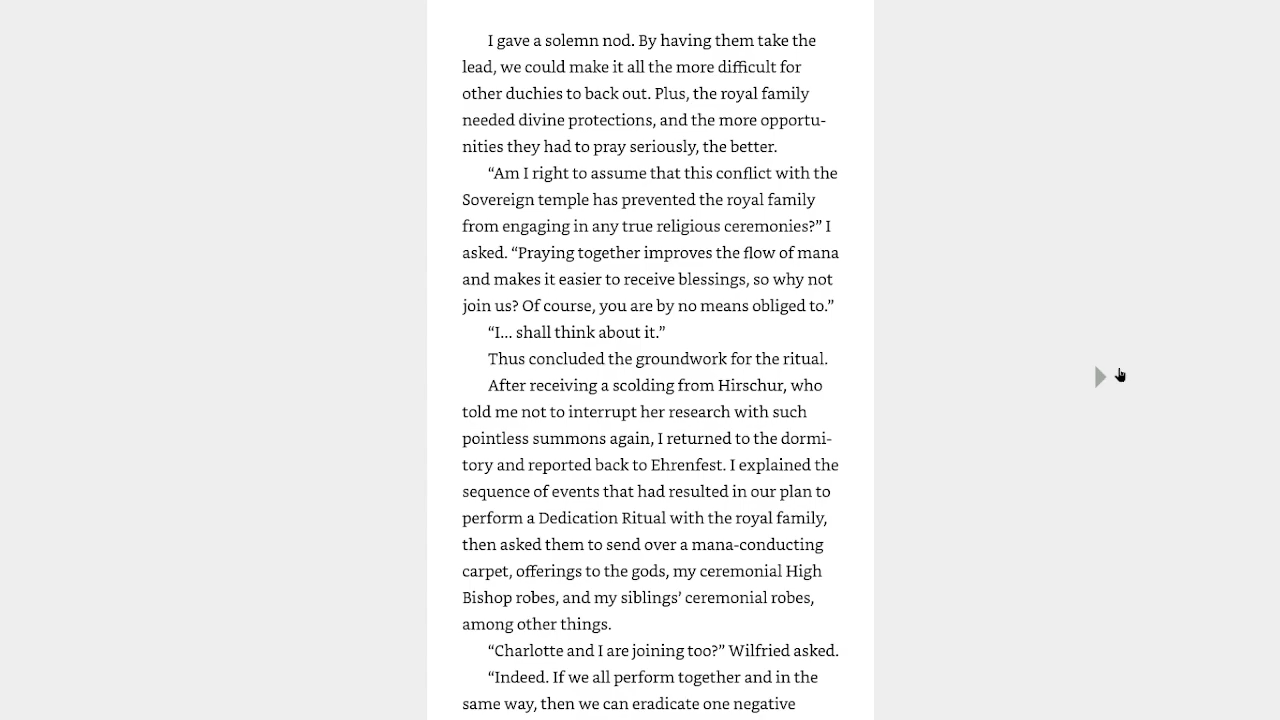 I gave a solemn nod. By having them take the
lead, we could make it all the more difficult for
other duchies to back out. Plus, the royal family
needed divine protections, and the more opportu-
nities they had to pray seriously, the better.
“Am I right to assume that this conflict with the
Sovereign temple has prevented the royal family
from engaging in any true religious ceremonies?” I
asked. “Praying together improves the flow of mana
and makes it easier to receive blessings, so why not
join us? Of course, you are by no means obliged to.”
“I... shall think about it.”
Thus concluded the groundwork for the ritual.
After receiving a scolding from Hirschur, who
told me not to interrupt her research with such
pointless summons again, I returned to the dormi-
tory and reported back to Ehrenfest. I explained the
sequence of events that had resulted in our plan to
perform a Dedication Ritual with the royal family,
then asked them to send over a mana-conducting
carpet, offerings to the gods, my ceremonial High
Bishop robes, and my siblings’ ceremonial robes,
among other things.
“Charlotte and I are joining too?” Wilfried asked.
“Indeed. If we all perform together and in the
same way, then we can eradicate one negative